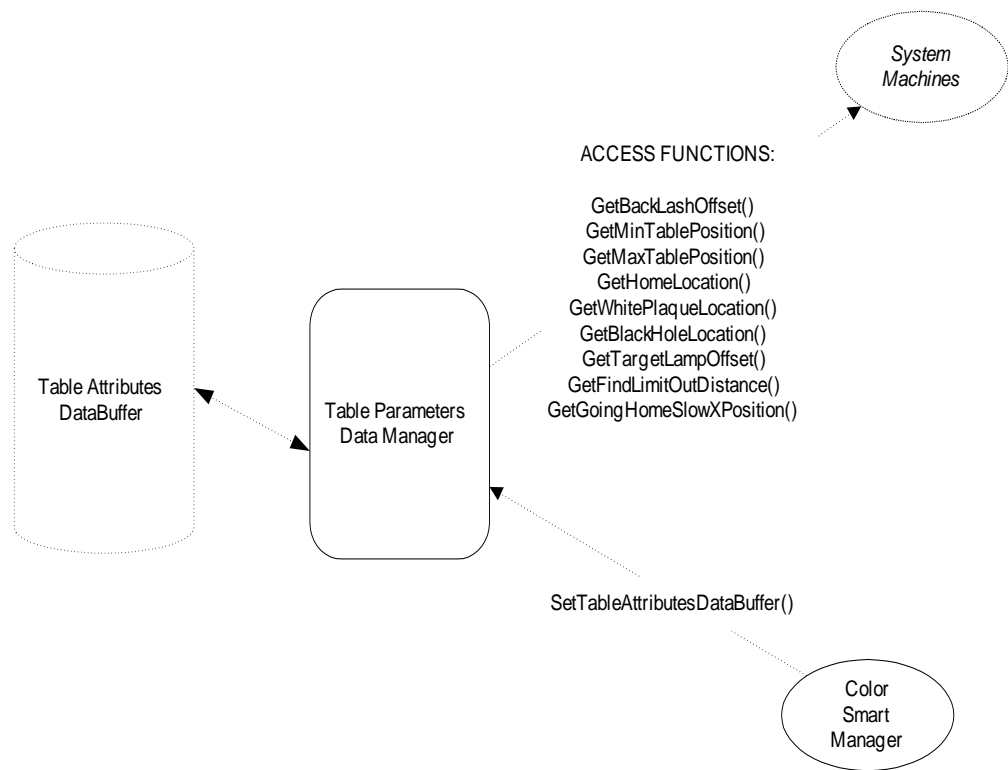 System
Machines
ACCESS FUNCTIONS:
GetBackLashOffset()
GetMinTablePosition()
GetMaxTablePosition()
GetHomeLocation()
GetWhitePlaqueLocation()
GetBlackHoleLocation()
GetTargetLampOffset()
GetFindLimitOutDistance()
GetGoingHomeSlowXPosition()
Table Attributes
DataBuffer
Table Parameters
Data Manager
SetTableAttributesDataBuffer()
Color
Smart
Manager